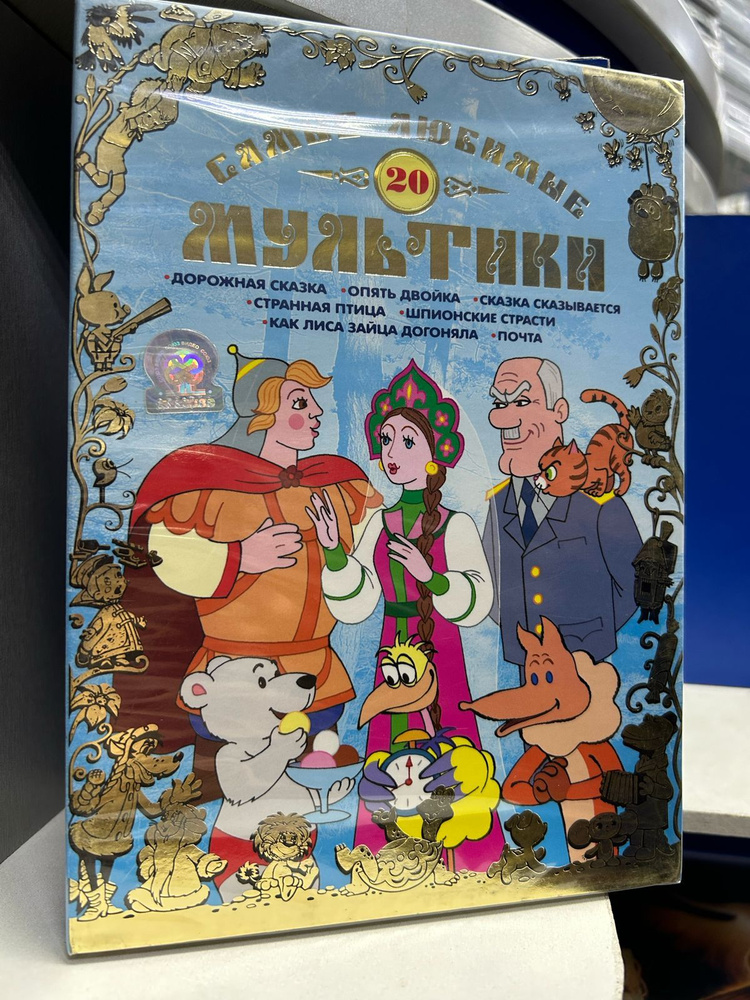 САМЫЕ ЛЮБИМЫЕ
20
МУЛЬТИКИ
•ДОРОЖНАЯ СКАЗКА •ОПЯТЬ ДВОЙКА •СКАЗКА СКАЗЫВАЕТСЯ
•СТРАННАЯ ПТИЦА •ШПИОНСКИЕ СТРАСТИ
•КАК ЛИСА ЗАЙЦА ДОГОНЯЛА •ПОЧТА